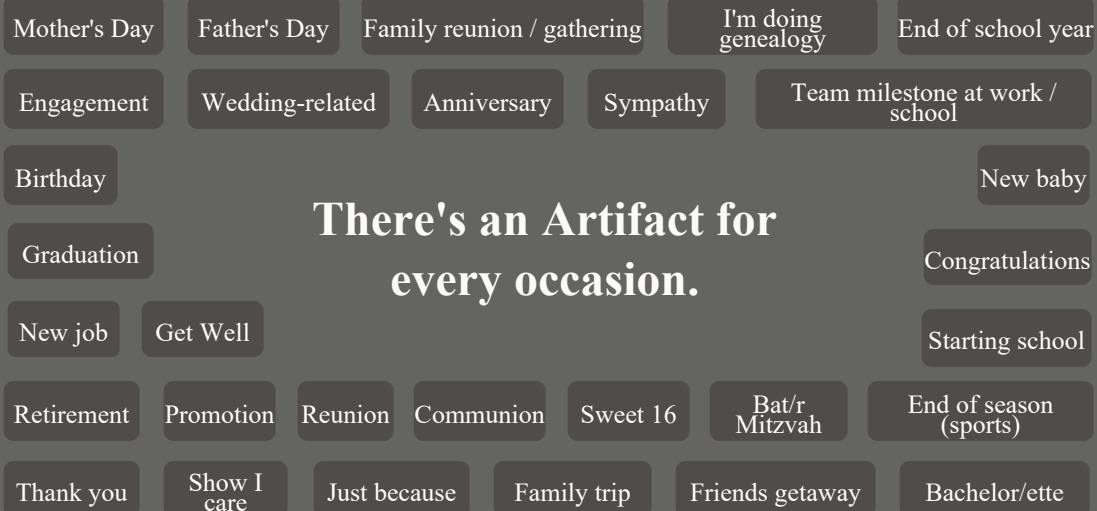 Mother's Day
Father's Day
Family reunion / gathering
I'm doing
genealogy
End of school year
Engagement
Wedding-related
Anniversary
Sympathy
Team milestone at work /
school
Birthday
New baby
There's an Artifact for
every occasion.
Graduation
Congratulations
New job
Get Well
Starting school
Retirement
Promotion
Reunion
Communion
Sweet 16
Bat/r
Mitzvah
End of season
(sports)
Thank you
Show I
care
Just because
Family trip
Friends getaway
Bachelor/ette